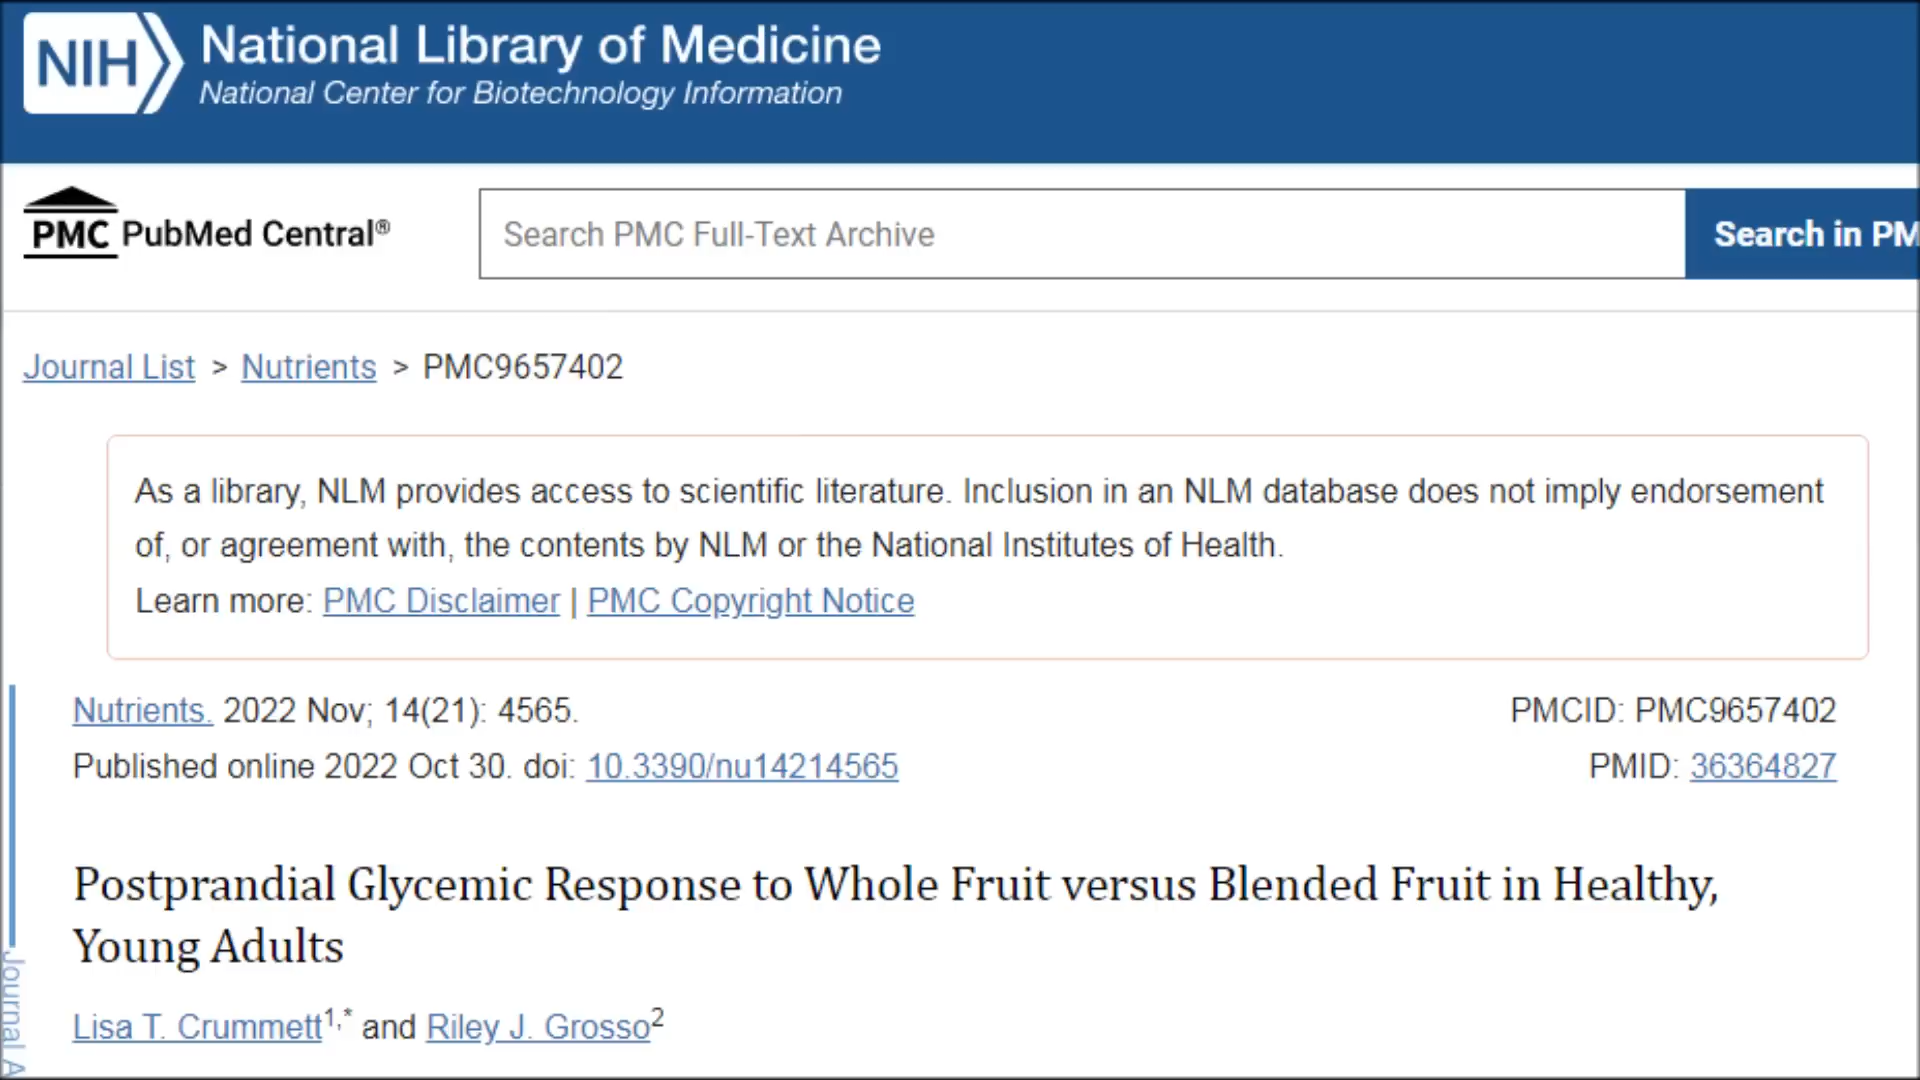 NIH National Library of Medicine
National Center for Biotechnology Information
PMC PubMed Central®
Search PMC Full-Text Archive
Search in PM
Journal List > Nutrients > PMC9657402
As a library, NLM provides access to scientific literature. Inclusion in an NLM database does not imply endorsement
of, or agreement with, the contents by NLM or the National Institutes of Health.
Learn more: PMC Disclaimer | PMC Copyright Notice
Nutrients. 2022 Nov; 14(21): 4565.
PMCID: PMC9657402
Published online 2022 Oct 30. doi: 10.3390/nu14214565
PMID: 36364827
Postprandial Glycemic Response to Whole Fruit versus Blended Fruit in Healthy,
Young Adults
Lisa T. Crummett1,* and Riley J. Grosso2
Journal A